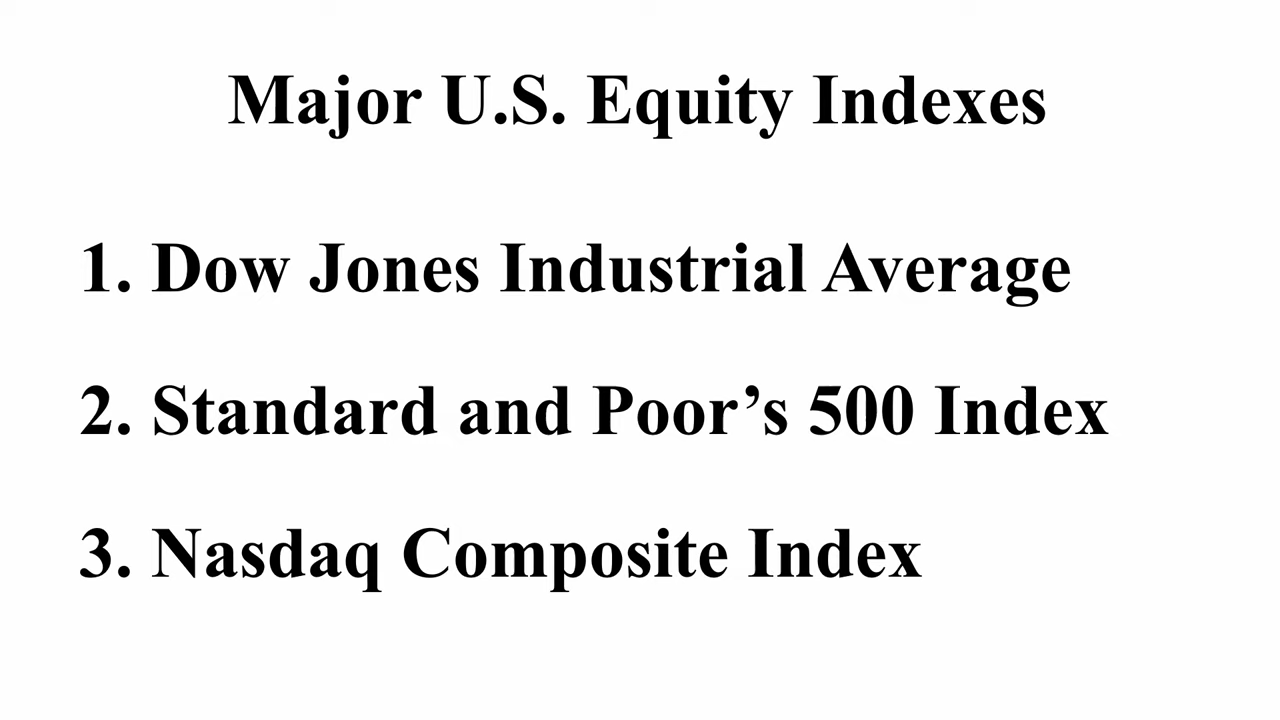 Major U.S. Equity Indexes
1. Dow Jones Industrial Average
2. Standard and Poor’s 500 Index
3. Nasdaq Composite Index